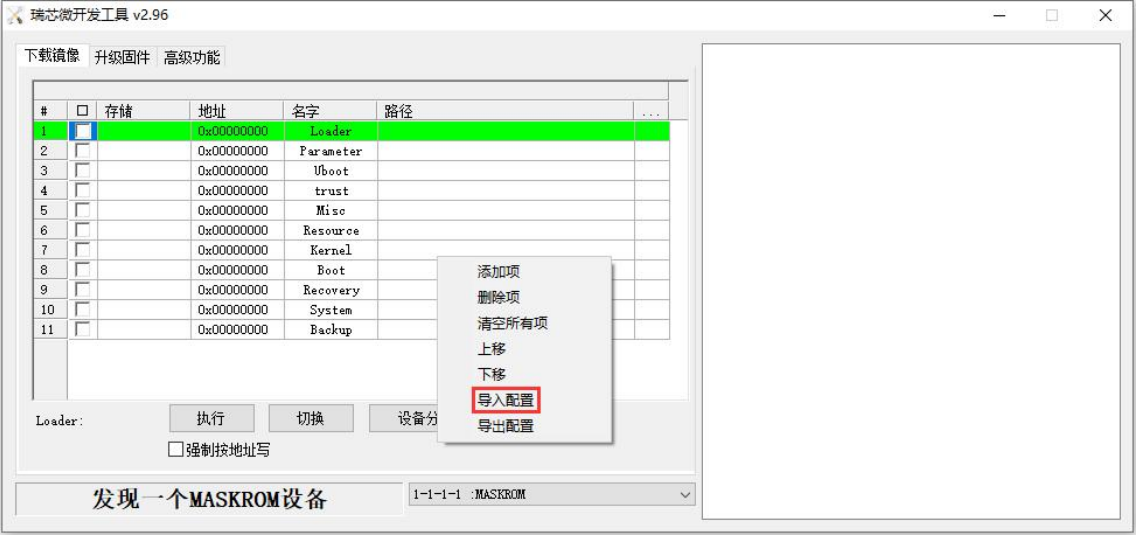 瑞芯微开发工具 v2.96
下载镜像 升级固件 高级功能
# 存储 地址 名字 路径 ...
1 0x00000000 Loader
2 0x00000000 Parameter
3 0x00000000 Uboot
4 0x00000000 trust
5 0x00000000 Misc
6 0x00000000 Resource
7 0x00000000 Kernel
8 0x00000000 Boot
9 0x00000000 Recovery
10 0x00000000 System
11 0x00000000 Backup
添加项
删除项
清空所有项
上移
下移
导入配置
导出配置
Loader: 执行 切换 设备分
强制按地址写
发现一个MASKROM设备 1-1-1-1 :MASKROM